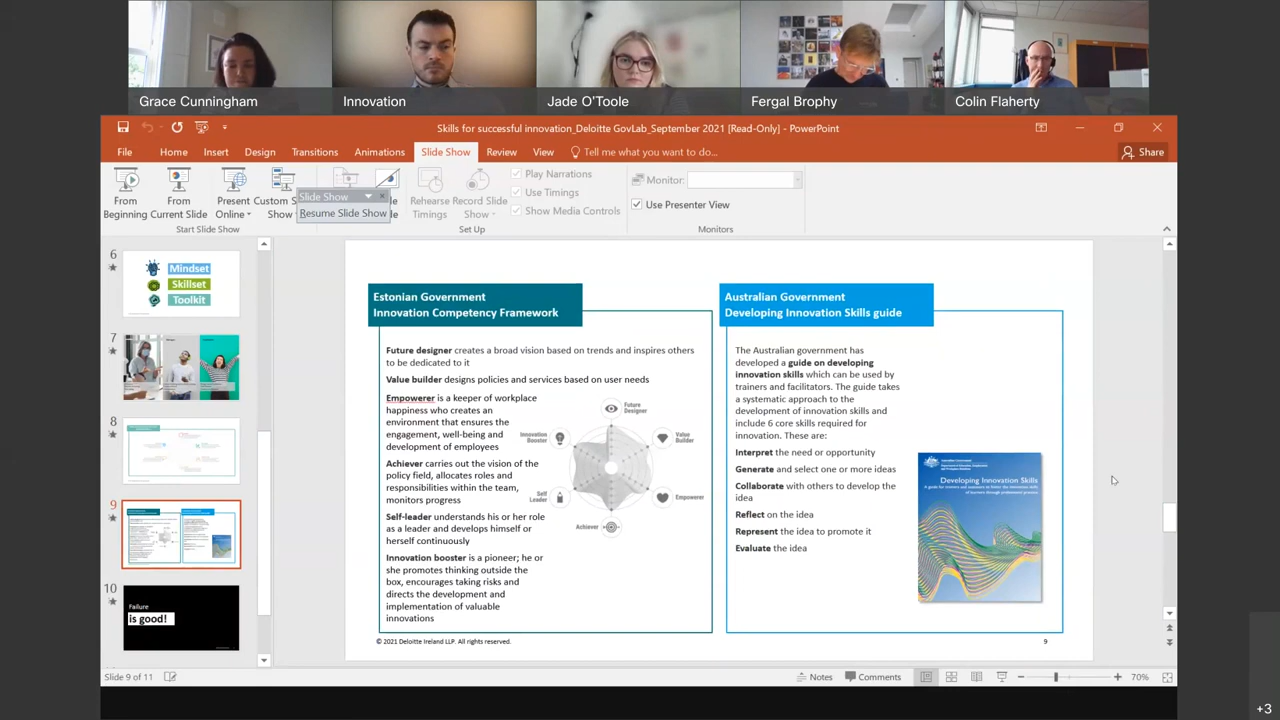 Grace Cunningham
Innovation
Jade O'Toole
Fergal Brophy
Colin Flaherty
Skills for successful innovation_Deloitte GovLab_September 2021 [Read-Only] - PowerPoint
File
Home
Insert
Design
Transitions
Animations
Slide Show
Review
View
Tell me what you want to do...
Share
From
Beginning
From
Current Slide
Present
Online
Custom S
Show
Slide Show
Resume Slide Show
Rehearse
Timings
Record Slide
Show
Play Narrations
Use Timings
Show Media Controls
Monitor:
Use Presenter View
Start Slide Show
Set Up
Monitors
6
Mindset
Skillset
Toolkit
7
8
9
10
Failure
is good!
Estonian Government
Innovation Competency Framework
Future designer creates a broad vision based on trends and inspires others
to be dedicated to it
Value builder designs policies and services based on user needs
Empowerer is a keeper of workplace
happiness who creates an
environment that ensures the
engagement, well-being and
development of employees
Achiever carries out the vision of the
policy field, allocates roles and
responsibilities within the team,
monitors progress
Self-leader understands his or her role
as a leader and develops himself or
herself continuously
Innovation booster is a pioneer; he or
she promotes thinking outside the
box, encourages taking risks and
directs the development and
implementation of valuable
innovations
Future
Designer
Innovation
Booster
Value
Builder
Self
Leader
Empowerer
Achiever
Australian Government
Developing Innovation Skills guide
The Australian government has
developed a guide on developing
innovation skills which can be used by
trainers and facilitators. The guide takes
a systematic approach to the
development of innovation skills and
include 6 core skills required for
innovation. These are:
Interpret the need or opportunity
Generate and select one or more ideas
Collaborate with others to develop the
idea
Reflect on the idea
Represent the idea to promote it
Evaluate the idea
Australian Government
Developing Innovation Skills
© 2021 Deloitte Ireland LLP. All rights reserved.
9
Slide 9 of 11
Notes
Comments
70%
+3